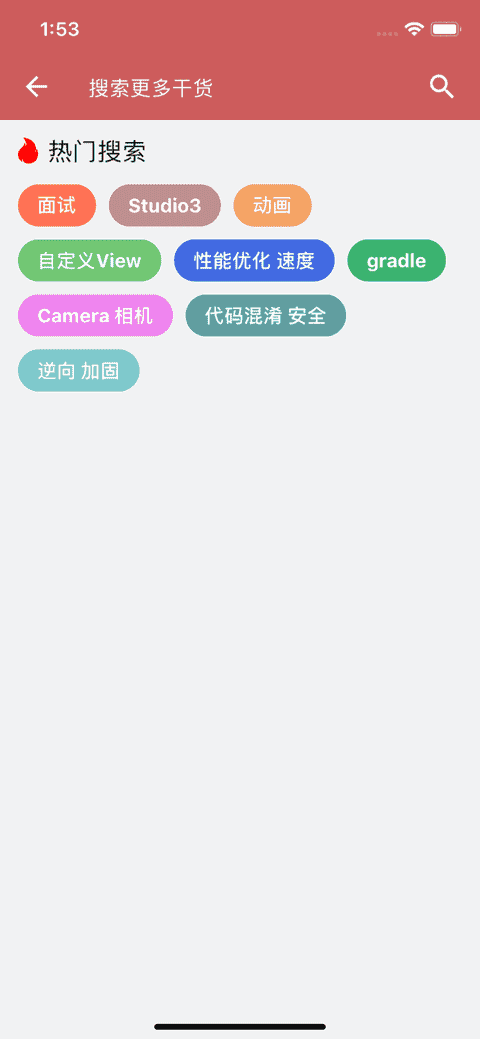 1:53
搜索更多干货
热门搜索
面试 Studio3 动画
自定义View 性能优化 速度 gradle
Camera 相机 代码混淆 安全
逆向 加固